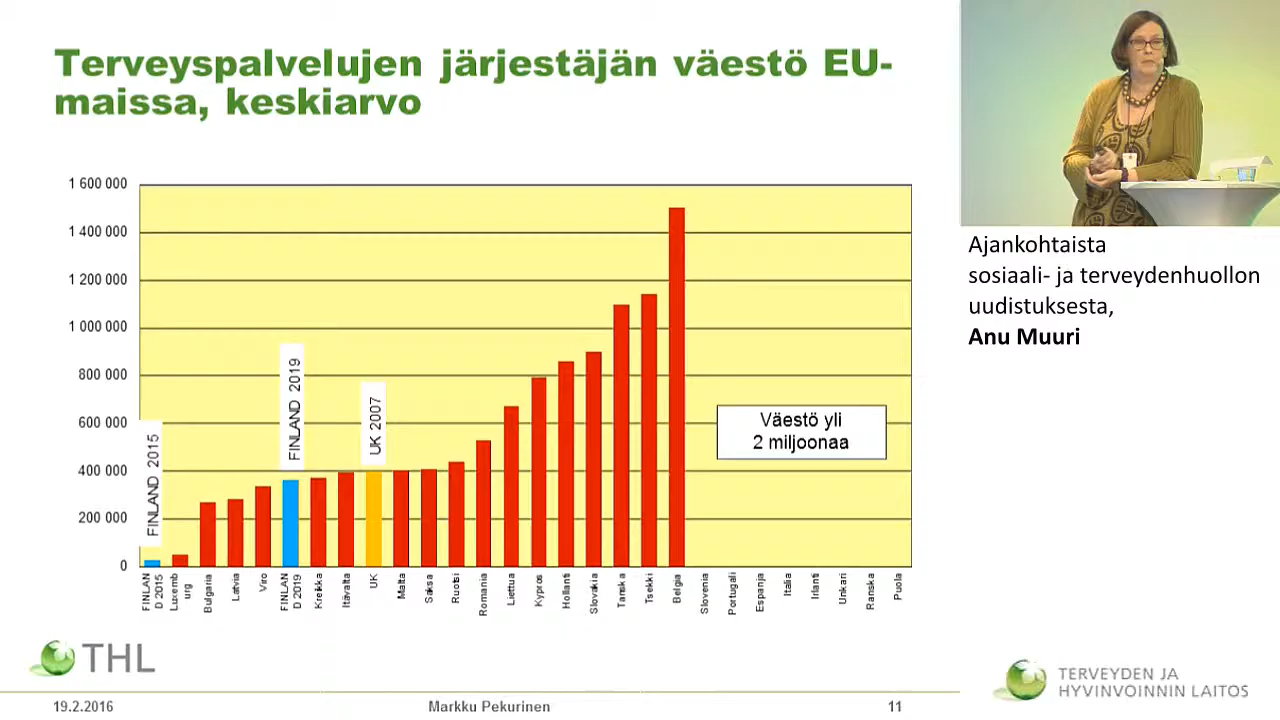 Terveyspalvelujen järjestäjän väestö EU-
maissa, keskiarvo
1 600 000
1 400 000
1 200 000
1 000 000
800 000
600 000
400 000
200 000
0
FINLAND 2015
FINLAND 2019
UK 2007
Väestö yli
2 miljoonaa
FINLAN
D 2015
Luxemb
urg
Bulgaria
Latvia
Viro
FINLAN
D 2019
Kreikka
Itävalta
UK
Malta
Saksa
Ruotsi
Romania
Liettua
Kypros
Hollanti
Slovakia
Tanska
Tsekki
Belgia
Slovenia
Portugali
Espanja
Italia
Irlanti
Unkari
Ranska
Puola
THL
19.2.2016
Markku Pekurinen
11
Ajankohtaista
sosiaali- ja terveydenhuollon
uudistuksesta,
Anu Muuri
TERVEYDEN JA
HYVINVOINNIN LAITOS